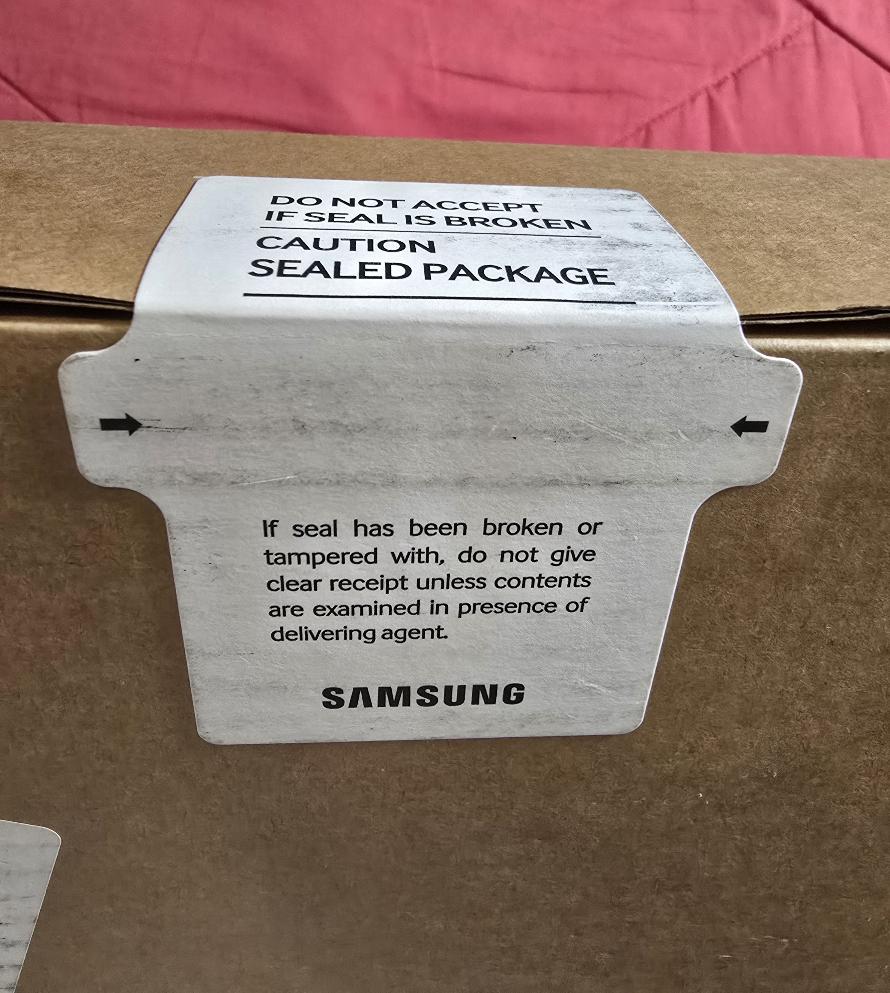 DO NOT ACCEPT
IF SEAL IS BROKEN
CAUTION
SEALED PACKAGE
If seal has been broken or
tampered with, do not give
clear receipt unless contents
are examined in presence of
delivering agent.
SAMSUNG